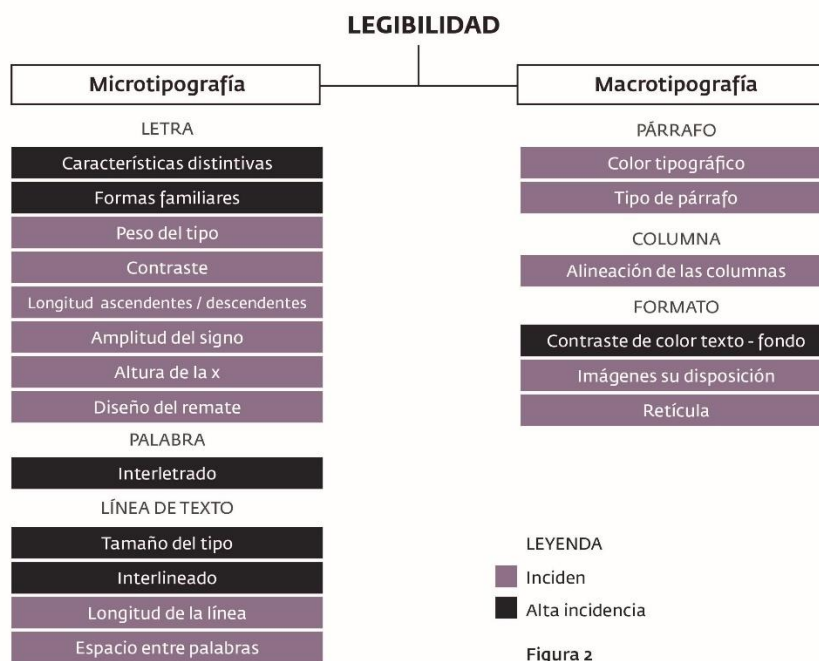 LEGIBILIDAD
Microtipografía
LETRA
Características distintivas
Formas familiares
Peso del tipo
Contraste
Longitud ascendentes / descendentes
Amplitud del signo
Altura de la x
Diseño del remate
PALABRA
Interletrado
LÍNEA DE TEXTO
Tamaño del tipo
Interlineado
Longitud de la línea
Espacio entre palabras
Macrotipografía
PÁRRAFO
Color tipográfico
Tipo de párrafo
COLUMNA
Alineación de las columnas
FORMATO
Contraste de color texto - fondo
Imágenes su disposición
Retícula
LEYENDA
Inciden
Alta incidencia
Figura 2